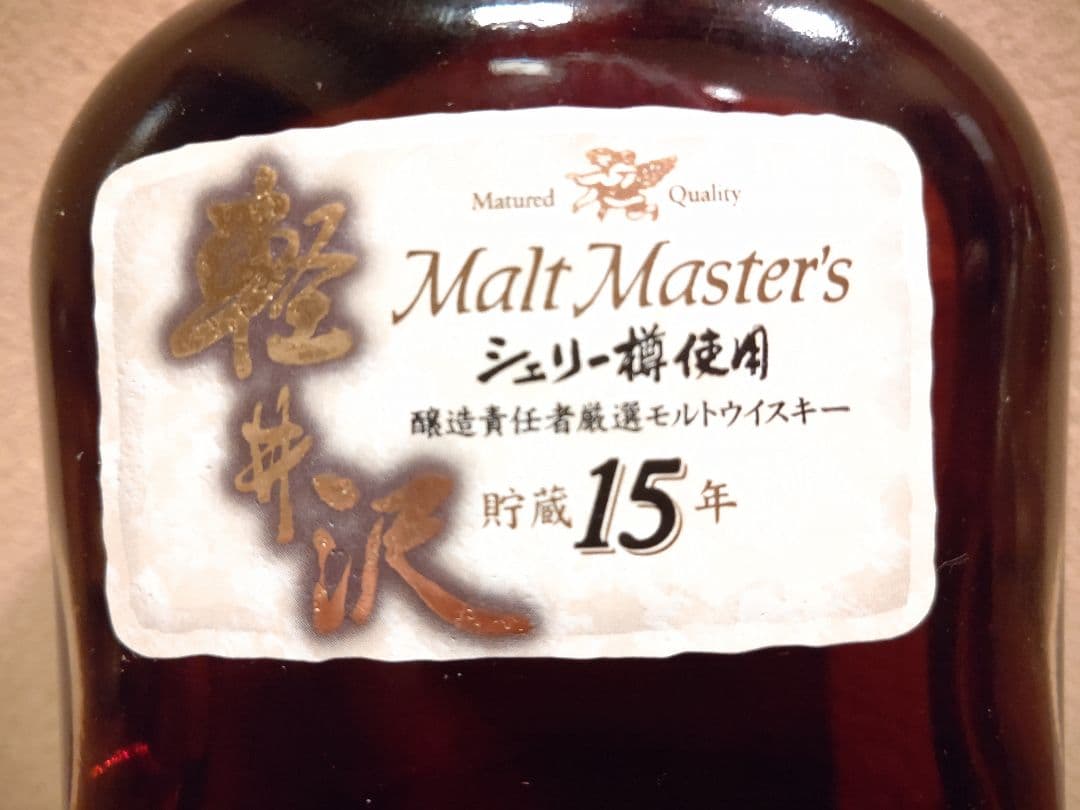 軽井沢
Matured Quality
Malt Master's
シェリー樽使用
醸造責任者厳選モルトウイスキー
貯蔵15年